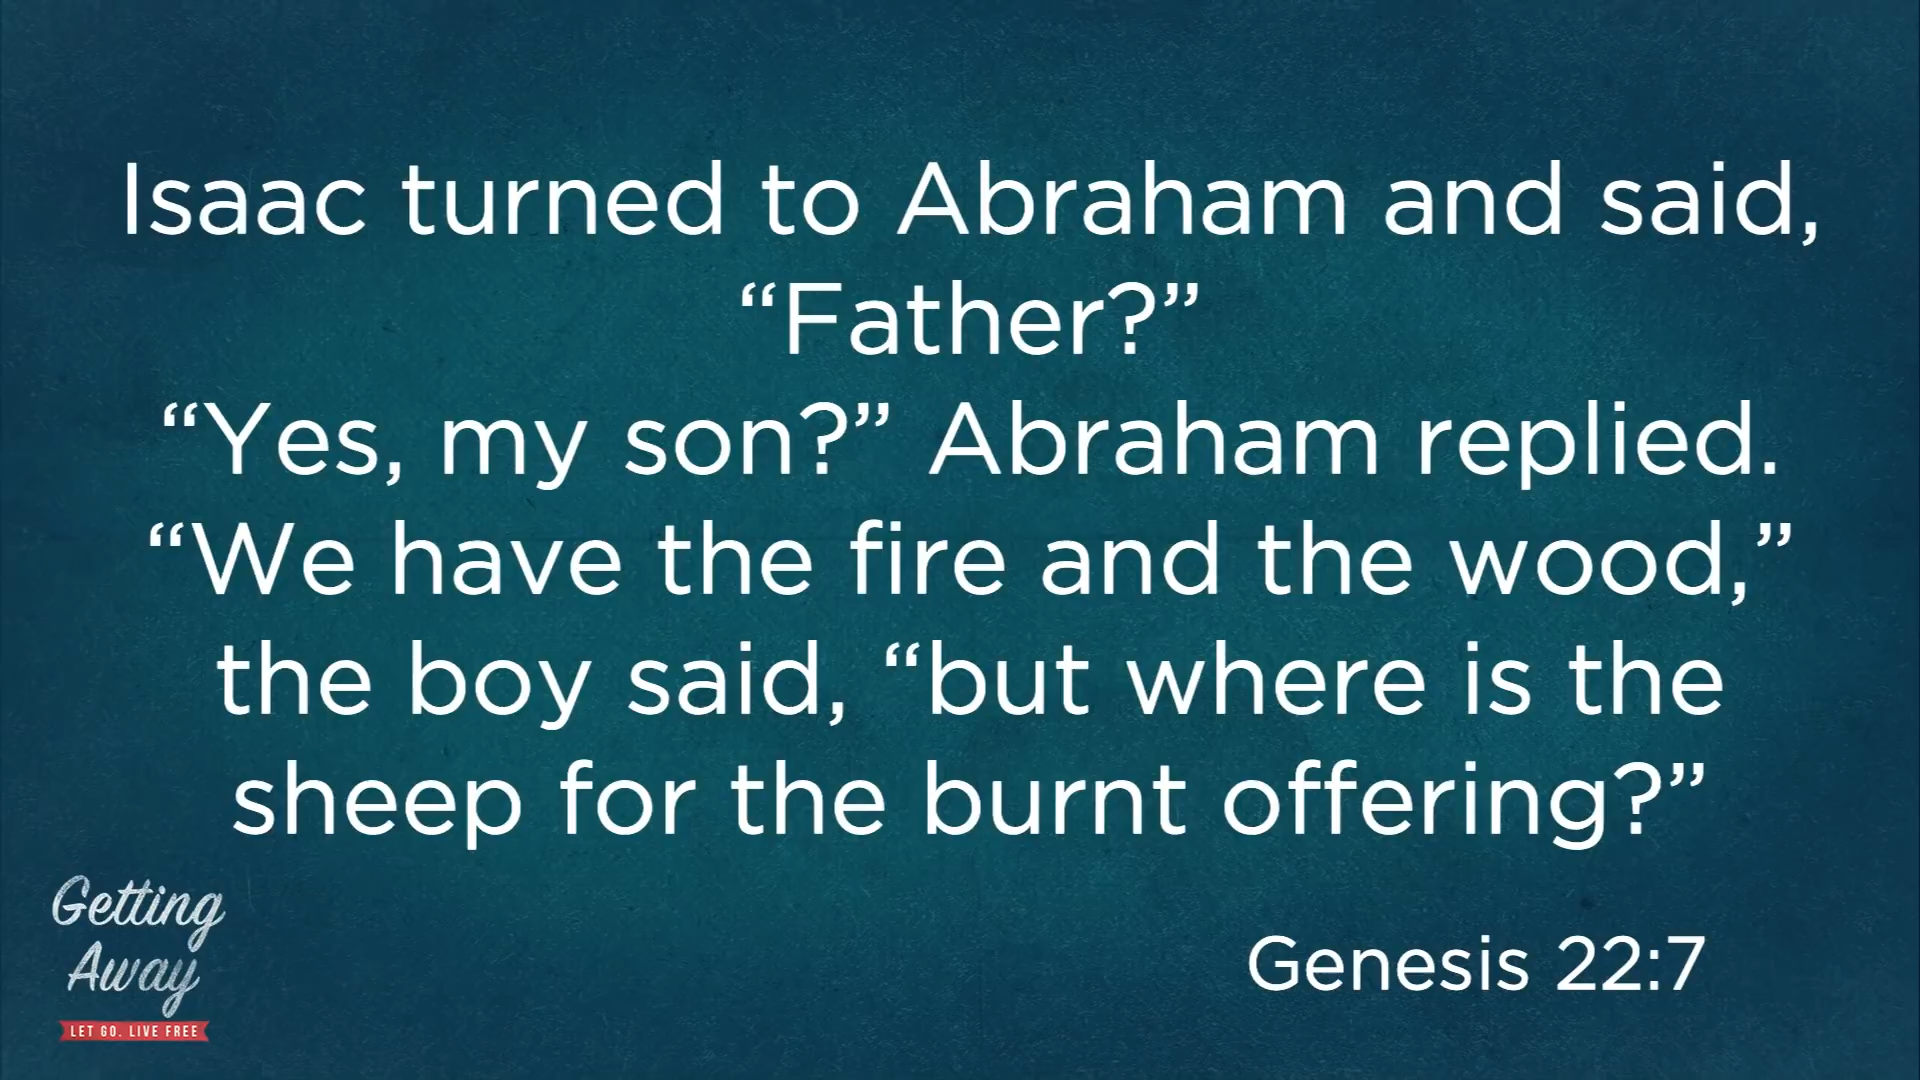 Isaac turned to Abraham and said,
“Father?”
“Yes, my son?” Abraham replied.
“We have the fire and the wood,”
the boy said, “but where is the
sheep for the burnt offering?”
Genesis 22:7
Getting
Away
LET GO. LIVE FREE